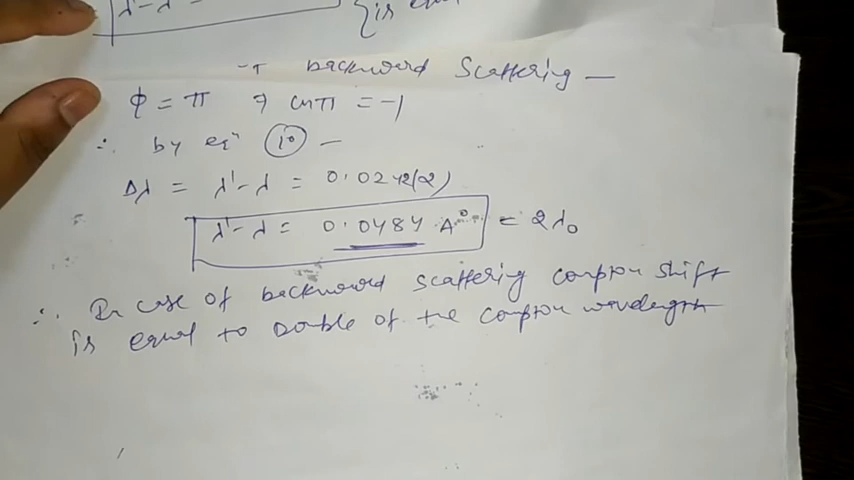 λ' - λ =
is
backward Scattering —
φ = π ⇒ cosπ = -1
∴ by eqⁿ (10) —
Δλ = λ' - λ = 0.0242(2)
λ' - λ = 0.0484 A° = 2λ₀
∴ In case of backward scattering compton shift
is equal to double of the compton wavelength